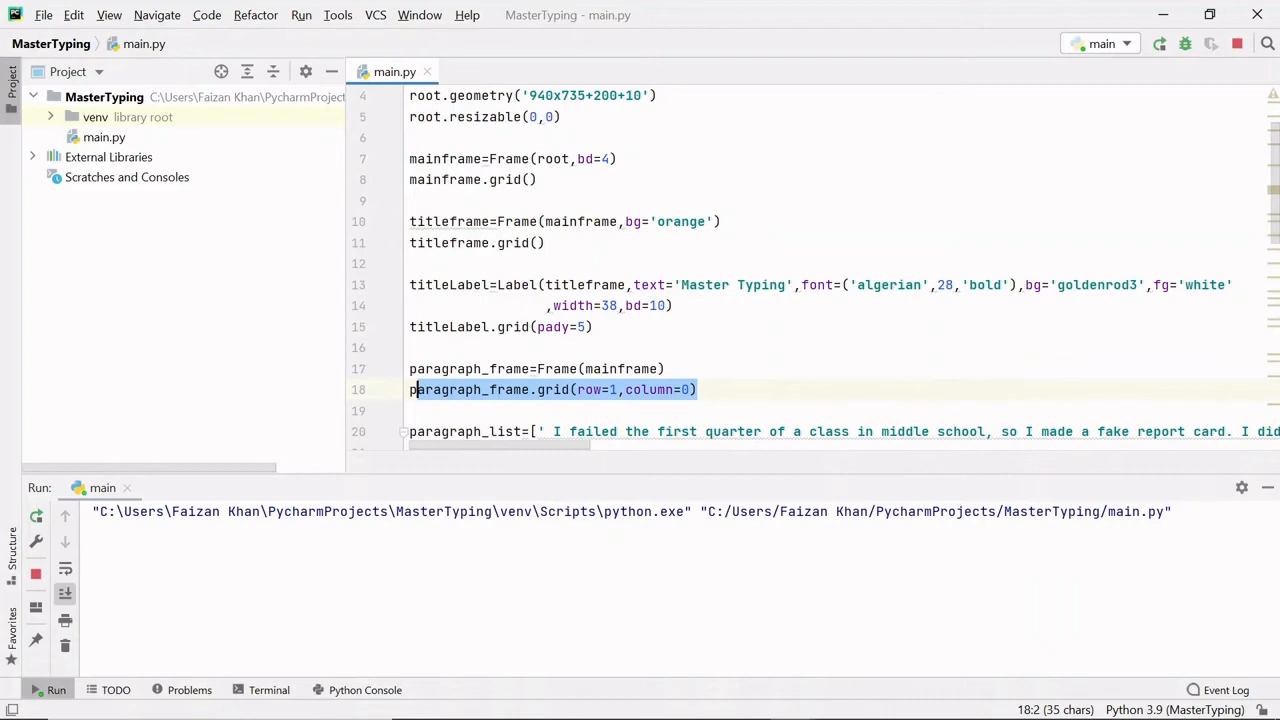 File Edit View Navigate Code Refactor Run Tools VCS Window Help MasterTyping - main.py
MasterTyping main.py main
Project
Project main.py
MasterTyping C:\Users\Faizan Khan\PycharmProject
venv library root
main.py
External Libraries
Scratches and Consoles
4 root.geometry('940x735+200+10')
5 root.resizable(0,0)
6
7 mainframe=Frame(root,bd=4)
8 mainframe.grid()
9
10 titleframe=Frame(mainframe,bg='orange')
11 titleframe.grid()
12
13 titleLabel=Label(titleframe,text='Master Typing',font=('algerian',28,'bold'),bg='goldenrod3',fg='white'
14 ,width=38,bd=10)
15 titleLabel.grid(pady=5)
16
17 paragraph_frame=Frame(mainframe)
18 paragraph_frame.grid(row=1,column=0)
19
20 paragraph_list=[' I failed the first quarter of a class in middle school, so I made a fake report card. I did
Run: main
"C:\Users\Faizan Khan\PycharmProjects\MasterTyping\venv\Scripts\python.exe" "C:/Users/Faizan Khan/PycharmProjects/MasterTyping/main.py"
Structure
Favorites
Run TODO Problems Terminal Python Console Event Log
18:2 (35 chars) Python 3.9 (MasterTyping)